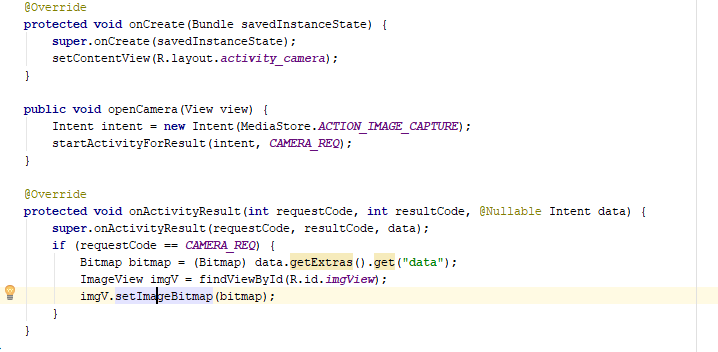 @Override
protected void onCreate(Bundle savedInstanceState) {
super.onCreate(savedInstanceState);
setContentView(R.layout.activity_camera);
}
public void openCamera(View view) {
Intent intent = new Intent(MediaStore.ACTION_IMAGE_CAPTURE);
startActivityForResult(intent, CAMERA_REQ);
}
@Override
protected void onActivityResult(int requestCode, int resultCode, @Nullable Intent data) {
super.onActivityResult(requestCode, resultCode, data);
if (requestCode == CAMERA_REQ) {
Bitmap bitmap = (Bitmap) data.getExtras().get("data");
ImageView imgV = findViewById(R.id.imgView);
imgV.setImageBitmap(bitmap);
}
}